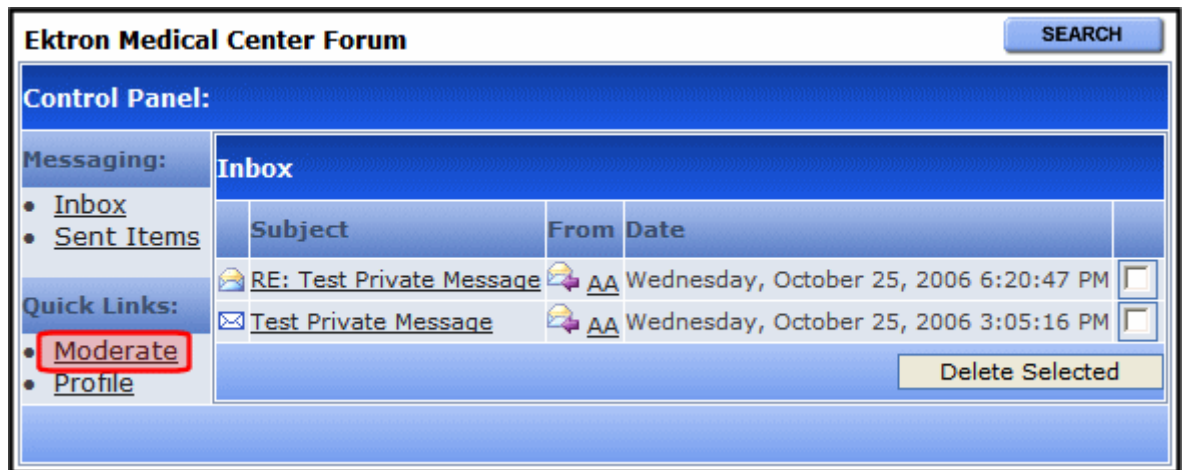 Ektron Medical Center Forum
SEARCH
Control Panel:
Messaging:
Inbox
Sent Items
Quick Links:
Moderate
Profile
Inbox
Subject From Date
RE: Test Private Message AA Wednesday, October 25, 2006 6:20:47 PM
Test Private Message AA Wednesday, October 25, 2006 3:05:16 PM
Delete Selected